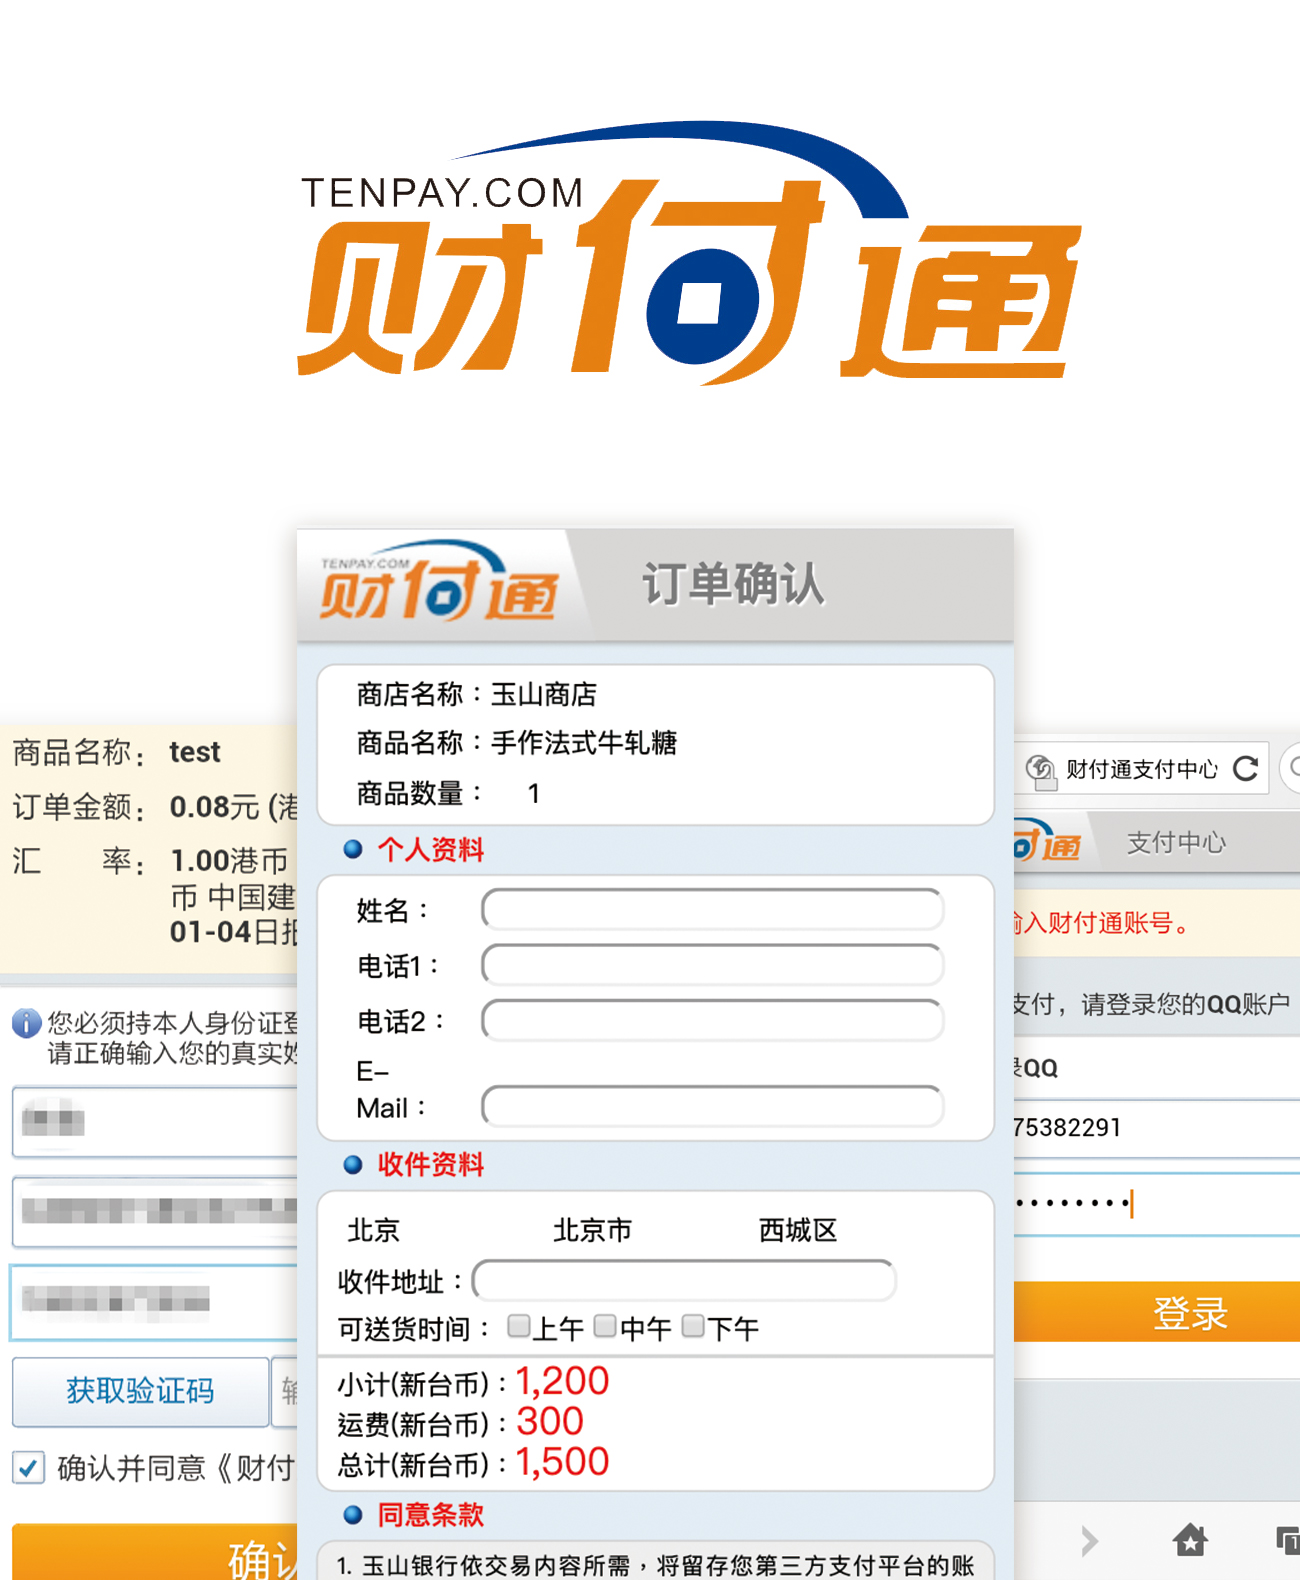 TENPAY.COM
财付通
TENPAY.COM
财付通
订单确认
商店名称：玉山商店
商品名称：手作法式牛轧糖
商品数量： 1
个人资料
姓名：
电话1：
电话2：
E-
Mail：
收件资料
北京 北京市 西城区
收件地址：
可送货时间： 上午 中午 下午
小计(新台币)：1,200
运费(新台币)：300
总计(新台币)：1,500
同意条款
1. 玉山银行依交易内容所需，将留存您第三方支付平台的账
商品名称： test
订单金额： 0.08元 (港
汇 率： 1.00港币
币 中国建
01-04日报
您必须持本人身份证登
请正确输入您的真实姓
获取验证码
输
确认并同意《财付
确认
财付通支付中心
付通
支付中心
输入财付通账号。
支付，请登录您的QQ账户
录QQ
75382291
登录
1